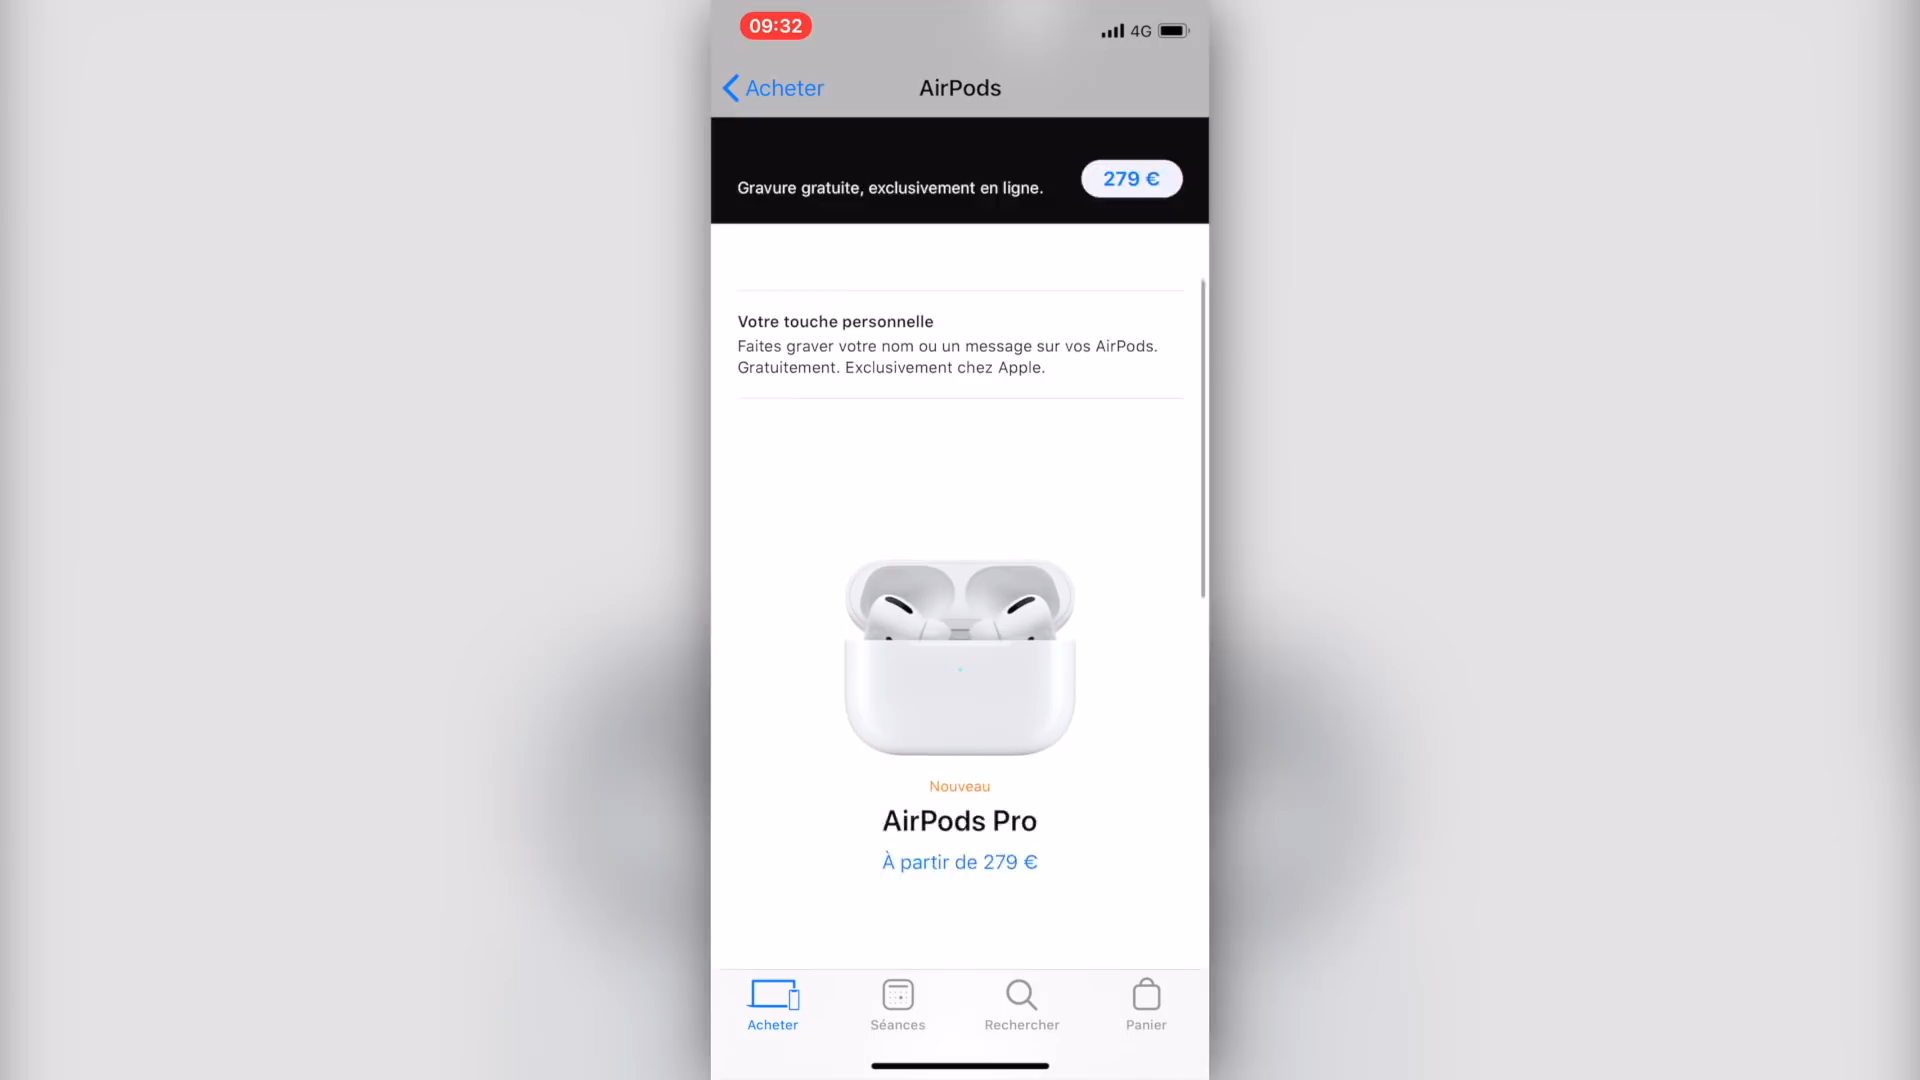 09:32
4G
Acheter
AirPods
Gravure gratuite, exclusivement en ligne.
279 €
Votre touche personnelle
Faites graver votre nom ou un message sur vos AirPods.
Gratuitement. Exclusivement chez Apple.
Nouveau
AirPods Pro
À partir de 279 €
Acheter
Séances
Rechercher
Panier